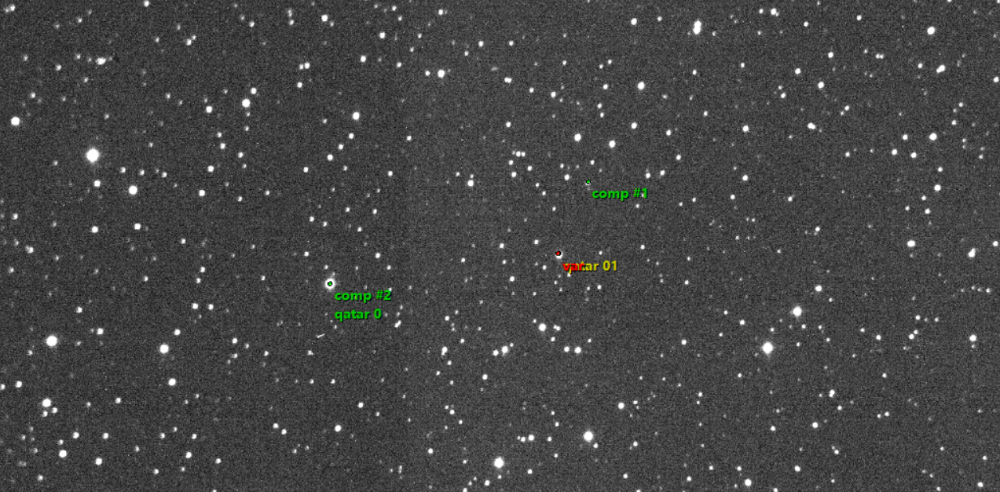 comp #1
var
qatar 01
comp #2
qatar 0